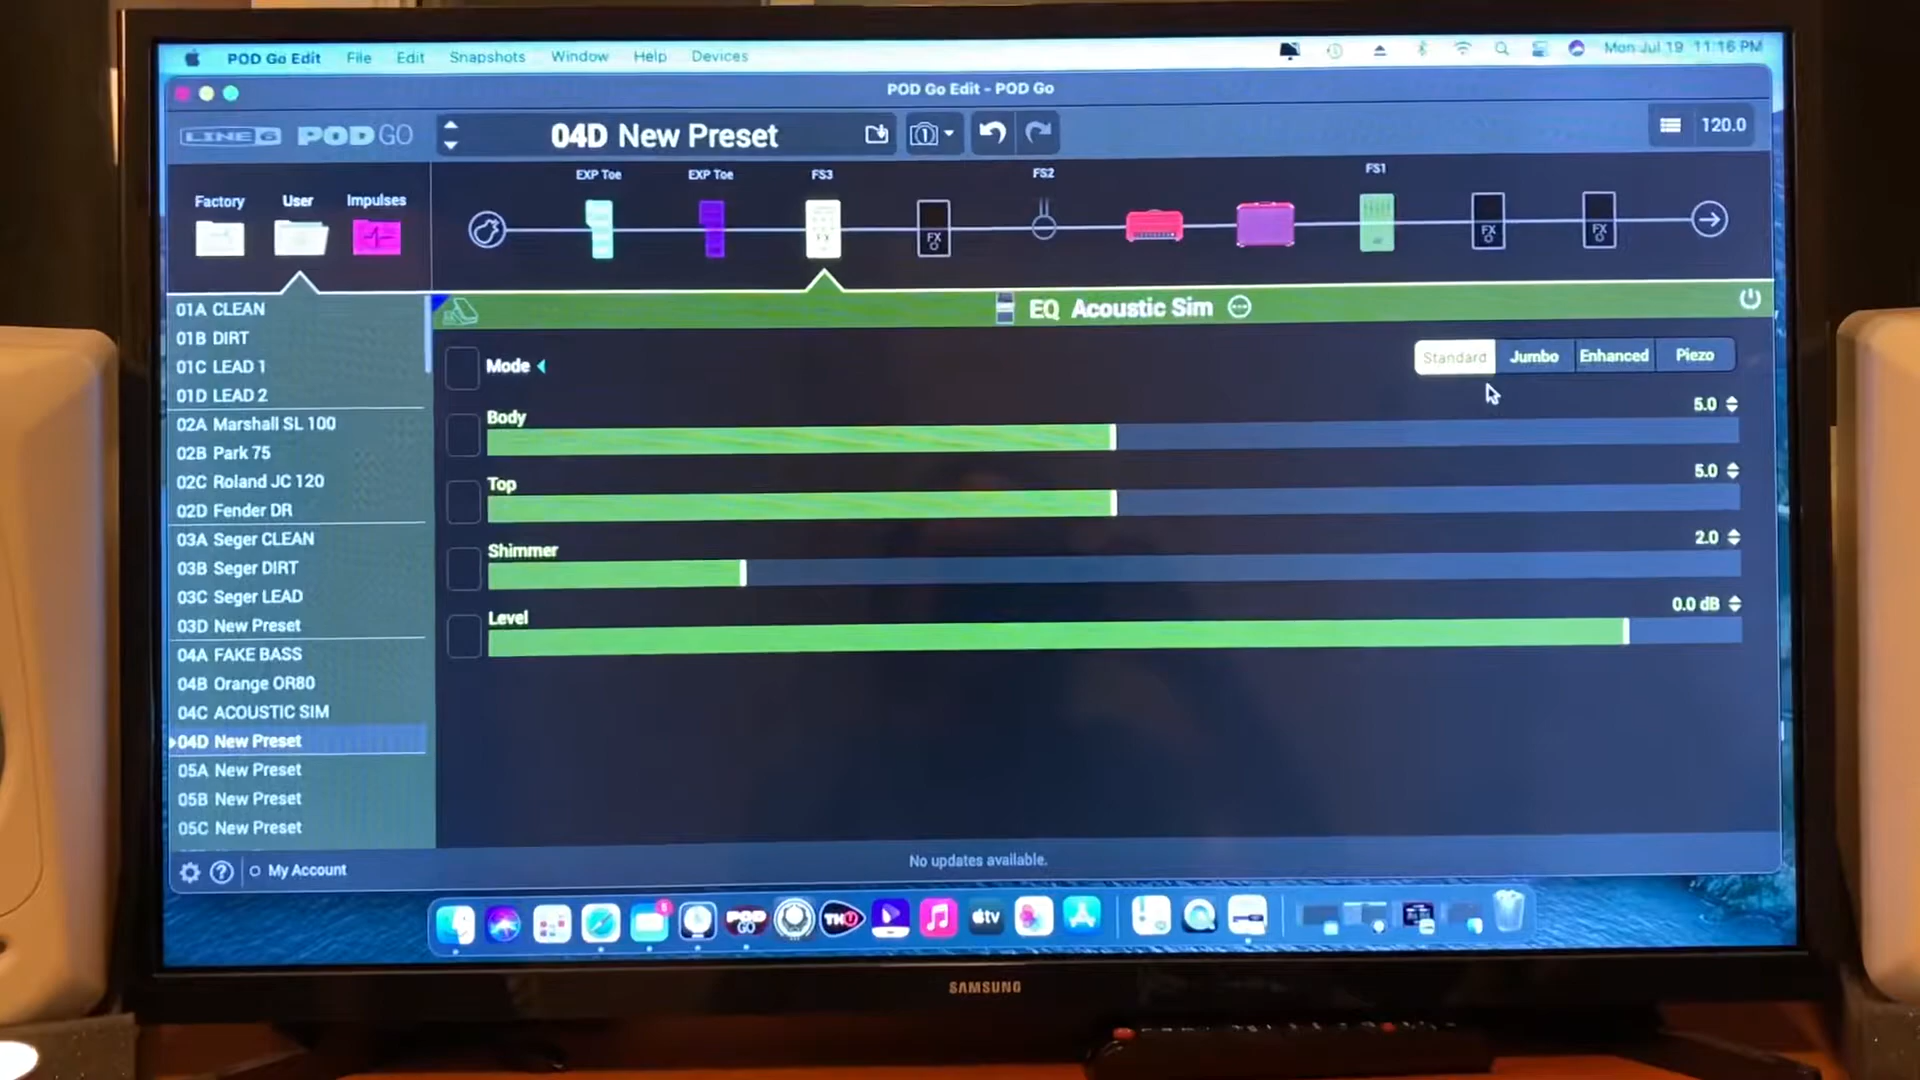 POD Go Edit File Edit Snapshots Window Help Devices Mon Jul 19 11:16 PM
POD Go Edit - POD Go
LINE 6 POD GO 04D New Preset 1 120.0
EXP Toe EXP Toe FS3 FS2 FS1
Factory User Impulses
FX FX FX FX
EQ Acoustic Sim
01A CLEAN
01B DIRT
01C LEAD 1
01D LEAD 2
02A Marshall SL 100
02B Park 75
02C Roland JC 120
02D Fender DR
03A Seger CLEAN
03B Seger DIRT
03C Seger LEAD
03D New Preset
04A FAKE BASS
04B Orange OR80
04C ACOUSTIC SIM
04D New Preset
05A New Preset
05B New Preset
05C New Preset
Mode Standard Jumbo Enhanced Piezo
Body 5.0
Top 5.0
Shimmer 2.0
Level 0.0 dB
? My Account No updates available.
POD GO TH tv
SAMSUNG